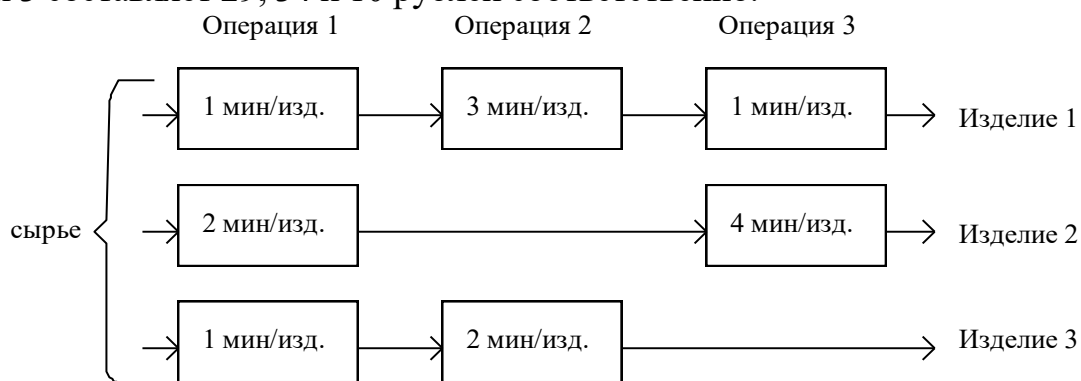 Операция 1 Операция 2 Операция 3
1 мин/изд. 3 мин/изд. 1 мин/изд. Изделие 1
сырье 2 мин/изд. 4 мин/изд. Изделие 2
1 мин/изд. 2 мин/изд. Изделие 3